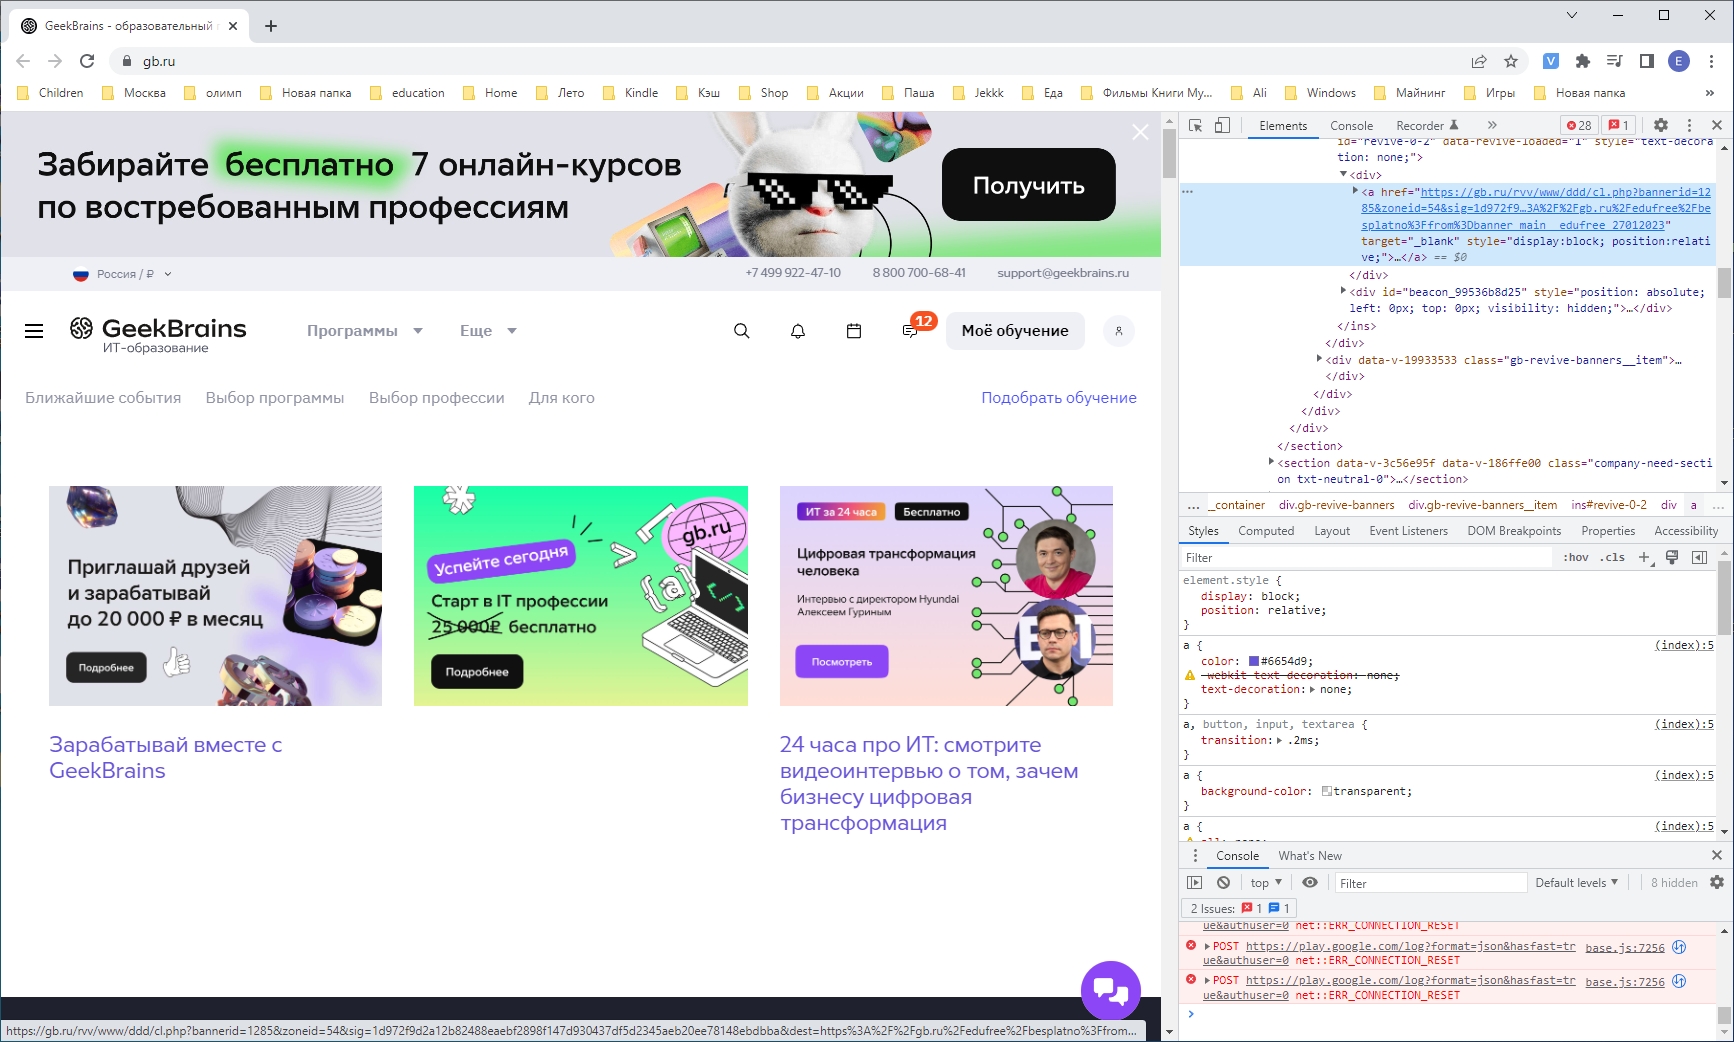 GeekBrains - образовательный
gb.ru
E
Children
Москва
олимп
Новая папка
education
Home
Лето
Kindle
Кэш
Shop
Акции
Паша
Jekkk
Еда
Фильмы Книги Му...
Ali
Windows
Майнинг
Игры
Новая папка
»
Забирайте бесплатно 7 онлайн-курсов
по востребованным профессиям
Получить
Россия / ₽
+7 499 922-47-10
8 800 700-68-41
support@geekbrains.ru
GeekBrains
ИТ-образование
Программы
Еще
12
Моё обучение
Ближайшие события
Выбор программы
Выбор профессии
Для кого
Подобрать обучение
Приглашай друзей
и зарабатывай
до 20 000 ₽ в месяц
Подробнее
gb.ru
Успейте сегодня
Старт в IT профессии
25 000₽ бесплатно
Подробнее
{a}
ИТ за 24 часа
Бесплатно
Цифровая трансформация
человека
Интервью с директором Hyundai
Алексеем Гуриным
Посмотреть
Зарабатывай вместе с
GeekBrains
24 часа про ИТ: смотрите
видеоинтервью о том, зачем
бизнесу цифровая
трансформация
https://gb.ru/rvv/www/ddd/cl.php?bannerid=1285&zoneid=54&sig=1d972f9d2a12b82488eaebf2898f147d930437df5d2345aeb20ee78148ebdbba&dest=https%3A%2F%2Fgb.ru%2Fedufree%2Fbesplatno%3Ffrom...
Elements
Console
Recorder
»
28
1
id="revive-0-2" data-revive-loaded="1" style="text-decora
tion: none;">
<div>
<a href="https://gb.ru/rvv/www/ddd/cl.php?bannerid=12
85&zoneid=54&sig=1d972f9…3A%2F%2Fgb.ru%2Fedufree%2Fbe
splatno%3Ffrom%3Dbanner_main__edufree_27012023"
target="_blank" style="display:block; position:relati
ve;">…</a> == $0
</div>
<div id="beacon_99536b8d25" style="position: absolute;
left: 0px; top: 0px; visibility: hidden;">…</div>
</ins>
</div>
<div data-v-19933533 class="gb-revive-banners__item">…
</div>
</div>
</div>
</div>
</section>
<section data-v-3c56e95f data-v-186ffe00 class="company-need-secti
on txt-neutral-0">…</section>
... _container div.gb-revive-banners div.gb-revive-banners__item ins#revive-0-2 div a ...
Styles
Computed
Layout
Event Listeners
DOM Breakpoints
Properties
Accessibility
Filter
:hov
.cls
+
element.style {
display: block;
position: relative;
}
a {
(index):5
color: #6654d9;
-webkit-text-decoration: none;
text-decoration: none;
}
a, button, input, textarea {
(index):5
transition: .2ms;
}
a {
(index):5
background-color: transparent;
}
a {
(index):5
Console
What's New
top
Filter
Default levels
8 hidden
2 Issues: 1 1
ue&authuser=0 net::ERR_CONNECTION_RESET
POST https://play.google.com/log?format=json&hasfast=tr base.js:7256
ue&authuser=0 net::ERR_CONNECTION_RESET
POST https://play.google.com/log?format=json&hasfast=tr base.js:7256
ue&authuser=0 net::ERR_CONNECTION_RESET
>